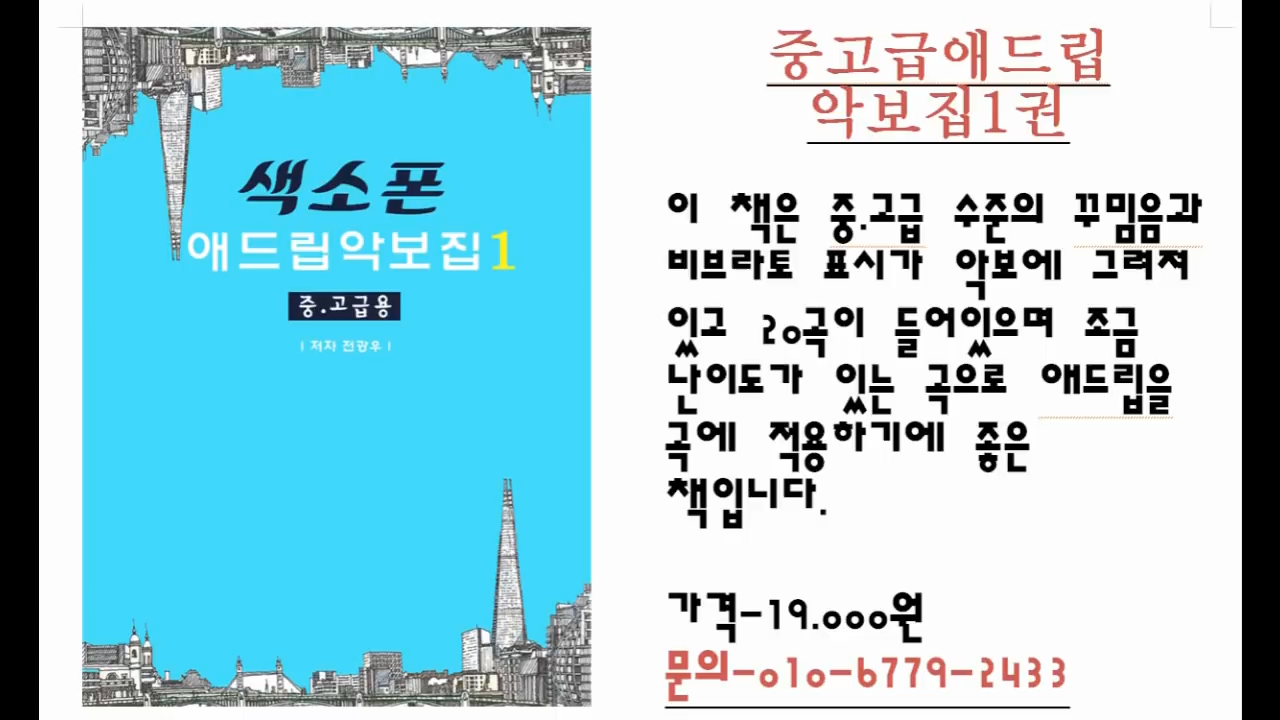 색소폰
애드립악보집1
중.고급용
| 저자 전광우 |
중고급애드립
악보집1권
이 책은 중.고급 수준의 꾸밈음과
비브라토 표시가 악보에 그려져
있고 20곡이 들어있으며 조금
난이도가 있는 곡으로 애드립을
곡에 적용하기에 좋은
책입니다.
가격-19.000원
문의-010-6779-2433